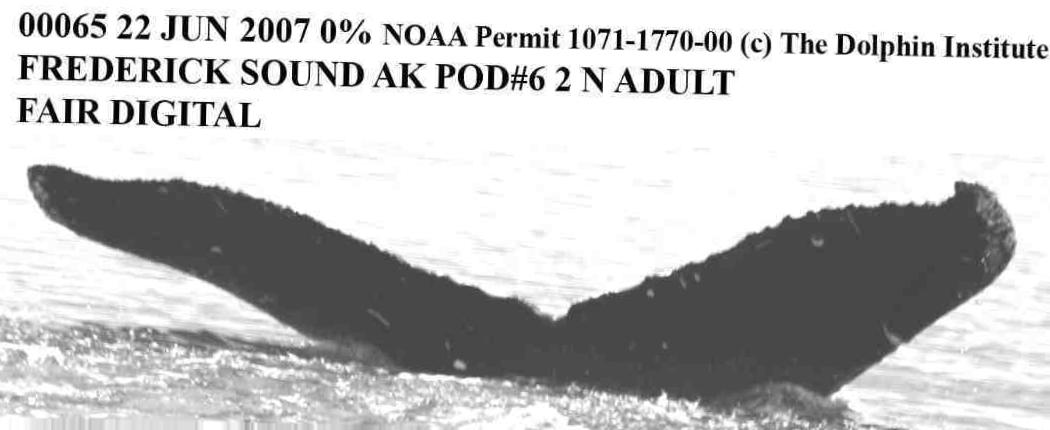 00065 22 JUN 2007 0% NOAA Permit 1071-1770-00 (c) The Dolphin Institute
FREDERICK SOUND AK POD#6 2 N ADULT
FAIR DIGITAL